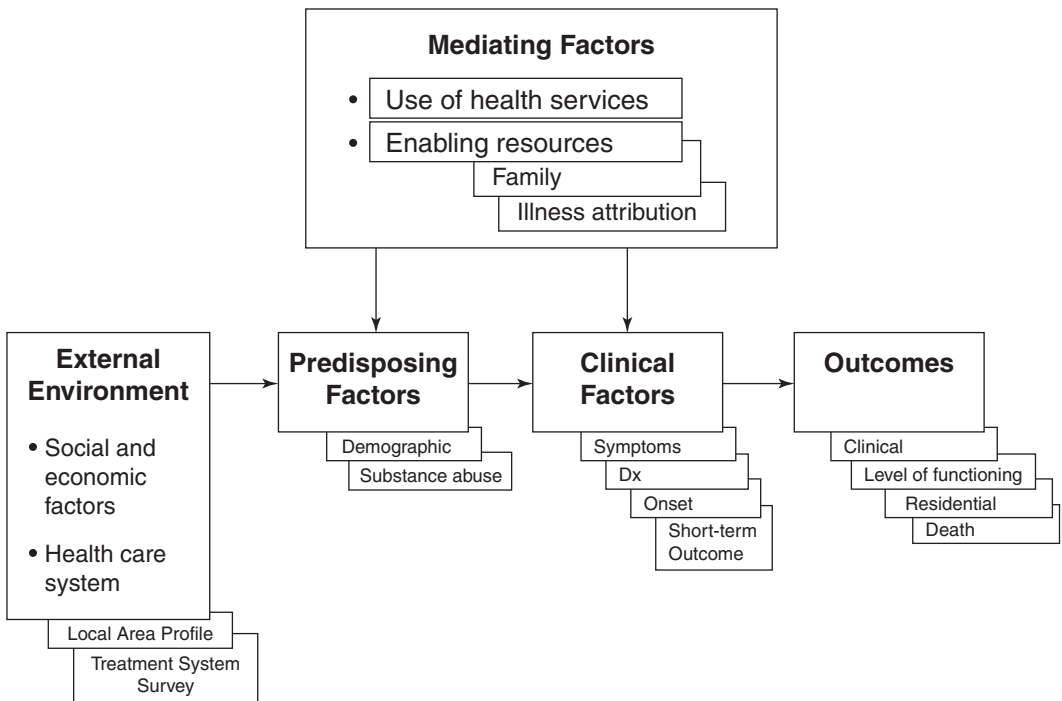 Mediating Factors
• Use of health services
• Enabling resources
Family
Illness attribution
External
Environment
• Social and
economic
factors
• Health care
system
Local Area Profile
Treatment System
Survey
Predisposing
Factors
Demographic
Substance abuse
Clinical
Factors
Symptoms
Dx
Onset
Short-term
Outcome
Outcomes
Clinical
Level of functioning
Residential
Death